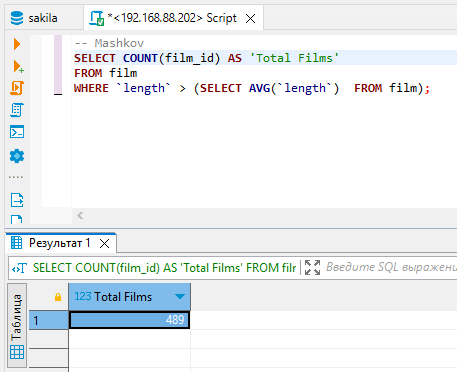 sakila
*<192.168.88.202> Script
-- Mashkov
SELECT COUNT(film_id) AS 'Total Films'
FROM film
WHERE `length` > (SELECT AVG(`length`)  FROM film);
Результат 1
SELECT COUNT(film_id) AS 'Total Films' FROM filr
Введите SQL выражени
Таблица
123 Total Films
1
489